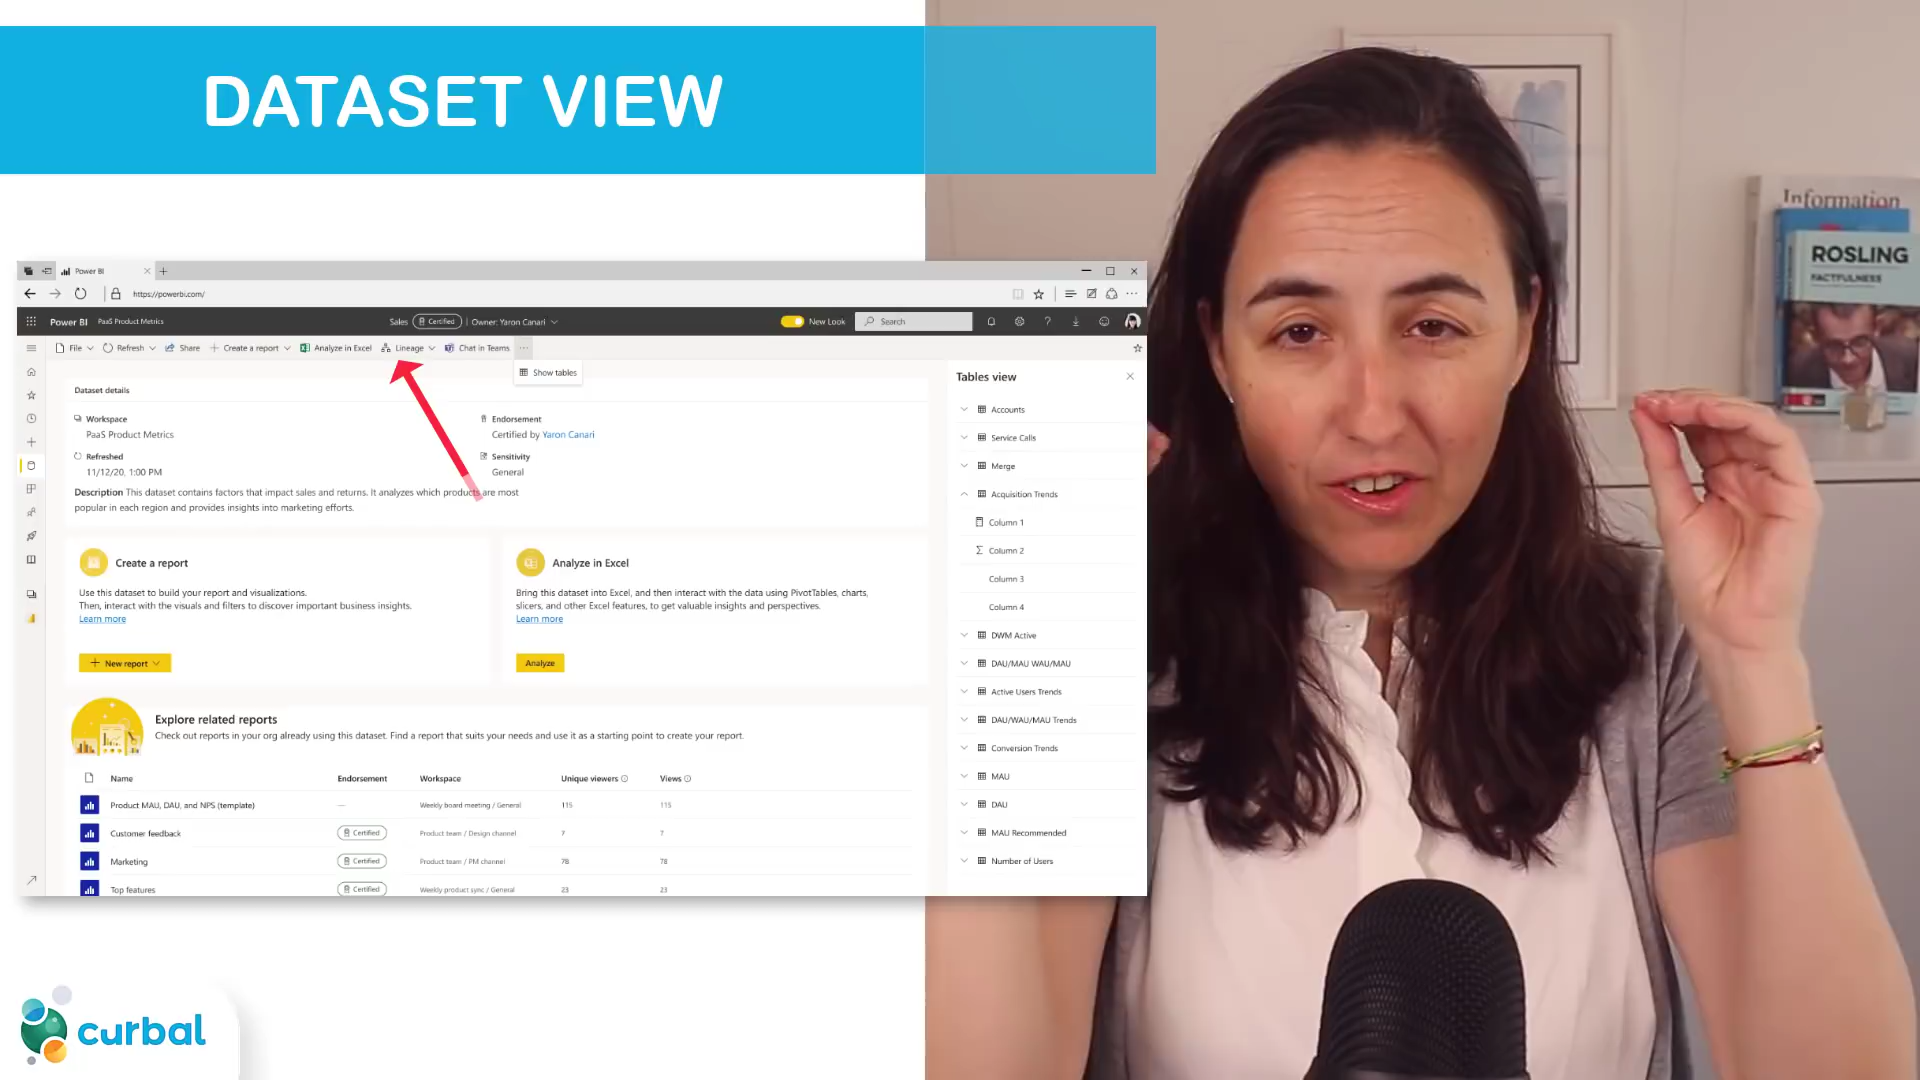 DATASET VIEW
Information
ROSLING
FACTFULNESS
Power BI
https://powerbi.com/
Power BI PaaS Product Metrics Sales Certified Owner: Yaron Canari New Look Search
File Refresh Share Create a report Analyze in Excel Lineage Chat in Teams ...
Show tables
Dataset details
Workspace
PaaS Product Metrics
Endorsement
Certified by Yaron Canari
Refreshed
11/12/20, 1:00 PM
Sensitivity
General
Description This dataset contains factors that impact sales and returns. It analyzes which products are most
popular in each region and provides insights into marketing efforts.
Create a report
Use this dataset to build your report and visualizations.
Then, interact with the visuals and filters to discover important business insights.
Learn more
New report
Analyze in Excel
Bring this dataset into Excel, and then interact with the data using PivotTables, charts,
slicers, and other Excel features, to get valuable insights and perspectives.
Learn more
Analyze
Explore related reports
Check out reports in your org already using this dataset. Find a report that suits your needs and use it as a starting point to create your report.
Name Endorsement Workspace Unique viewers Views
Product MAU, DAU, and NPS (template) — Weekly board meeting / General 115 115
Customer feedback Certified Product team / Design channel 7 7
Marketing Certified Product team / PM channel 78 78
Top features Certified Weekly product sync / General 23 23
Tables view
Accounts
Service Calls
Merge
Acquisition Trends
Column 1
Column 2
Column 3
Column 4
DWM Active
DAU/MAU WAU/MAU
Active Users Trends
DAU/WAU/MAU Trends
Conversion Trends
MAU
DAU
MAU Recommended
Number of Users
curbal